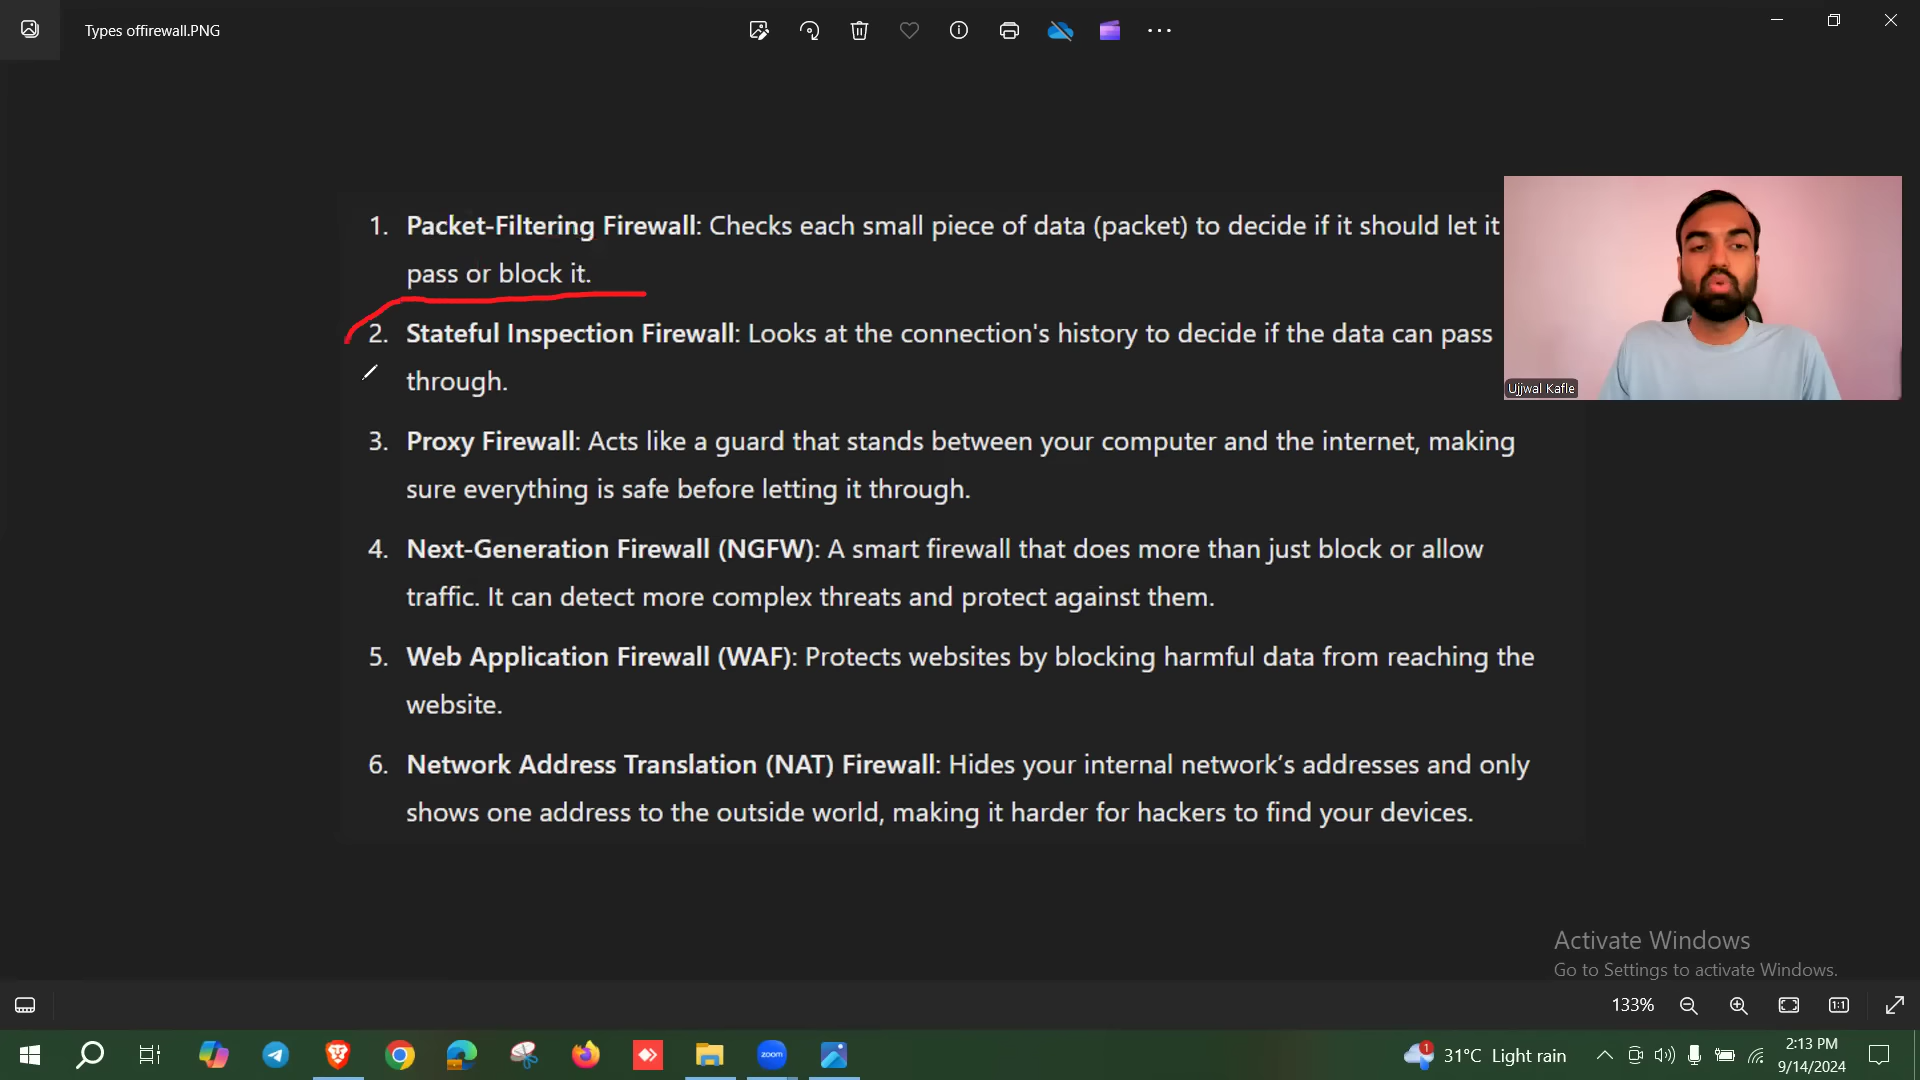 Types offirewall.PNG
1. Packet-Filtering Firewall: Checks each small piece of data (packet) to decide if it should let it
pass or block it.
2. Stateful Inspection Firewall: Looks at the connection's history to decide if the data can pass
through.
Ujjwal Kafle
3. Proxy Firewall: Acts like a guard that stands between your computer and the internet, making
sure everything is safe before letting it through.
4. Next-Generation Firewall (NGFW): A smart firewall that does more than just block or allow
traffic. It can detect more complex threats and protect against them.
5. Web Application Firewall (WAF): Protects websites by blocking harmful data from reaching the
website.
6. Network Address Translation (NAT) Firewall: Hides your internal network’s addresses and only
shows one address to the outside world, making it harder for hackers to find your devices.
Activate Windows
Go to Settings to activate Windows.
133%
1:1
zoom
1
31°C Light rain
2:13 PM
9/14/2024